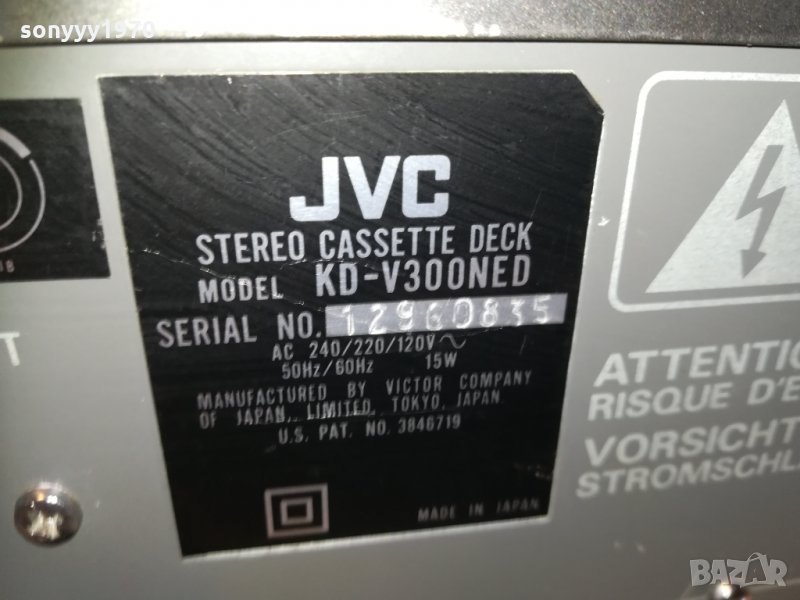 sonyyy1970
JVC
STEREO CASSETTE DECK
MODEL KD-V300NED
SERIAL NO. 12960835
AC 240/220/120V~
50Hz/60Hz 15W
MANUFACTURED BY VICTOR COMPANY
OF JAPAN, LIMITED, TOKYO, JAPAN.
U.S. PAT. NO. 3846719
MADE IN JAPAN
T
ATTENTIO
RISQUE D'E
VORSICHT
STROMSCHL
BAZAR